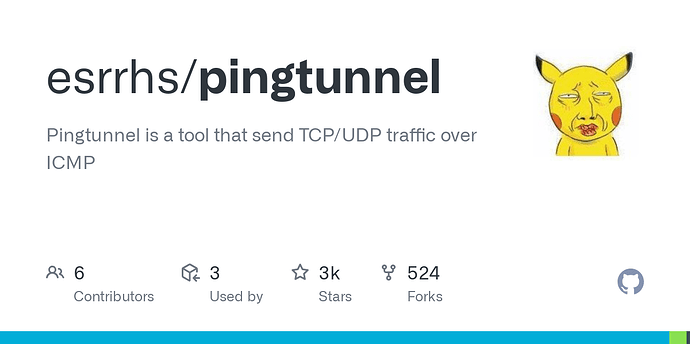 esrrhs/pingtunnel
Pingtunnel is a tool that send TCP/UDP traffic over
ICMP
6
Contributors
3
Used by
3k
Stars
524
Forks